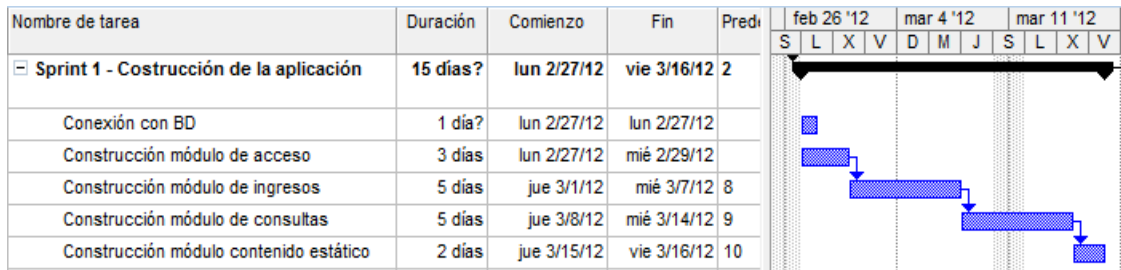 Nombre de tarea Duración Comienzo Fin Prede feb 26 '12 mar 4 '12 mar 11 '12
S L X V D M J S L X V
Sprint 1 - Costrucción de la aplicación 15 días? lun 2/27/12 vie 3/16/12 2
Conexión con BD 1 día? lun 2/27/12 lun 2/27/12
Construcción módulo de acceso 3 días lun 2/27/12 mié 2/29/12
Construcción módulo de ingresos 5 días jue 3/1/12 mié 3/7/12 8
Construcción módulo de consultas 5 días jue 3/8/12 mié 3/14/12 9
Construcción módulo contenido estático 2 días jue 3/15/12 vie 3/16/12 10